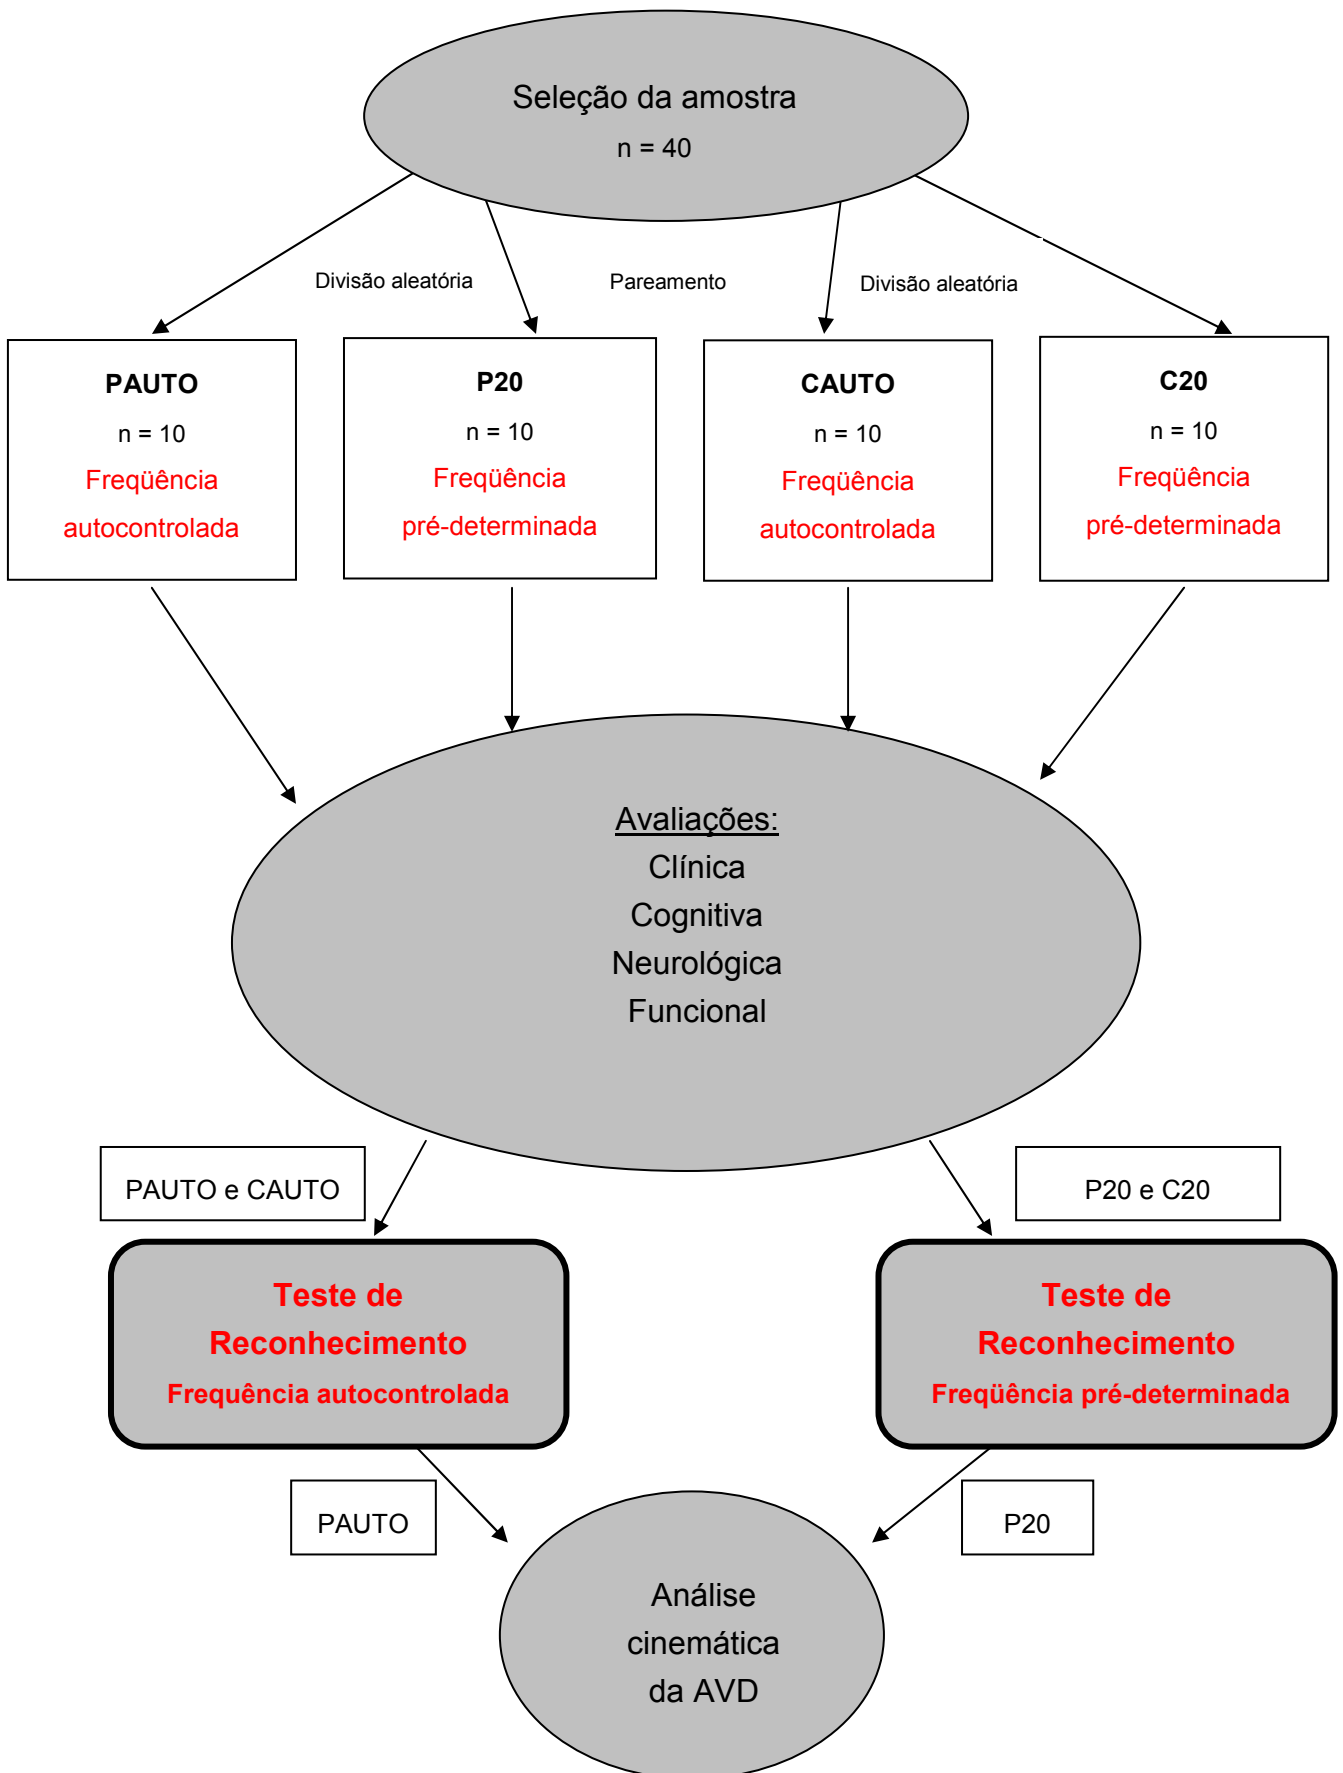 Seleção da amostra
n = 40
Divisão aleatória
Pareamento
Divisão aleatória
PAUTO
n = 10
Freqüência
autocontrolada
P20
n = 10
Freqüência
pré-determinada
CAUTO
n = 10
Freqüência
autocontrolada
C20
n = 10
Freqüência
pré-determinada
Avaliações:
Clínica
Cognitiva
Neurológica
Funcional
PAUTO e CAUTO
P20 e C20
Teste de
Reconhecimento
Frequência autocontrolada
Teste de
Reconhecimento
Freqüência pré-determinada
PAUTO
P20
Análise
cinemática
da AVD